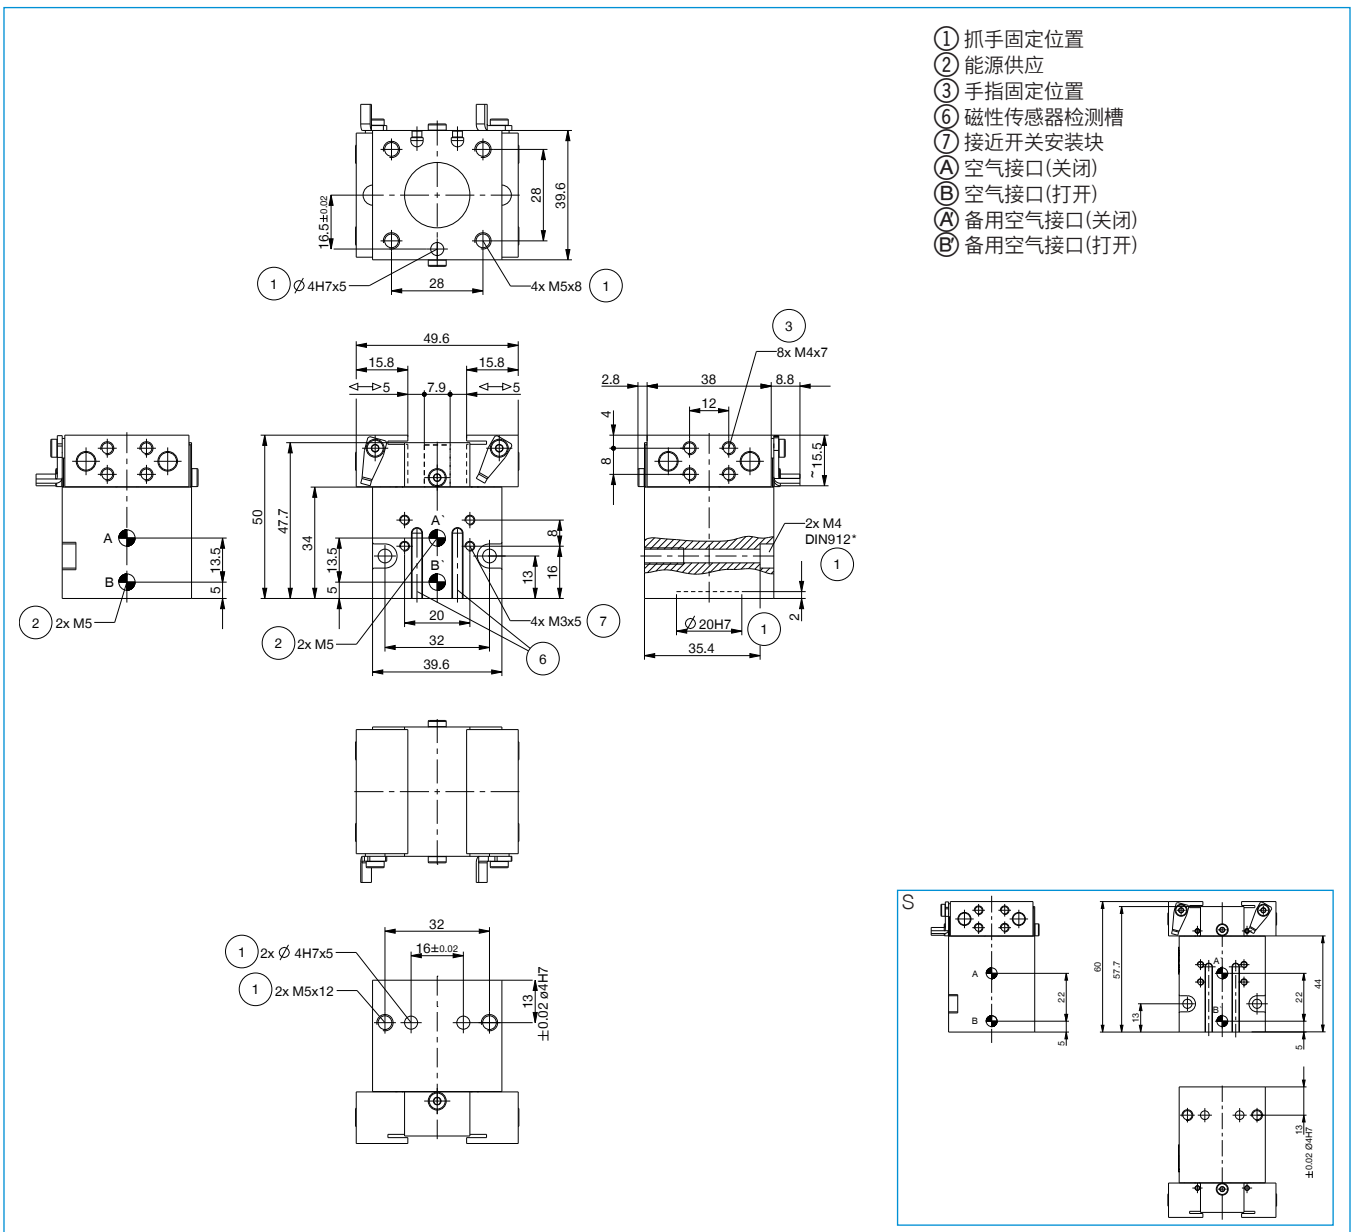 ① 抓手固定位置
② 能源供应
③ 手指固定位置
⑥ 磁性传感器检测槽
⑦ 接近开关安装块
Ⓐ 空气接口(关闭)
Ⓑ 空气接口(打开)
Ⓐ' 备用空气接口(关闭)
Ⓑ' 备用空气接口(打开)
16.5±0.02
28
39.6
1 Ø 4H7x5
28
4x M5x8 1
49.6
15.8
15.8
5
7.9
5
3
8x M4x7
2.8
38
8.8
12
4
8
~15.5
A
B
13.5
5
2 2x M5
50
47.7
34
13.5
5
A`
B`
8
16
13
20
32
39.6
2 2x M5
4x M3x5 7
6
2x M4
DIN912*
1
Ø 20H7
1
2
35.4
32
16±0.02
1 2x Ø 4H7x5
1 2x M5x12
13
±0.02 Ø4H7
S
A
B
22
5
60
57.7
13
A
B
22
44
5
13
±0.02 Ø4H7